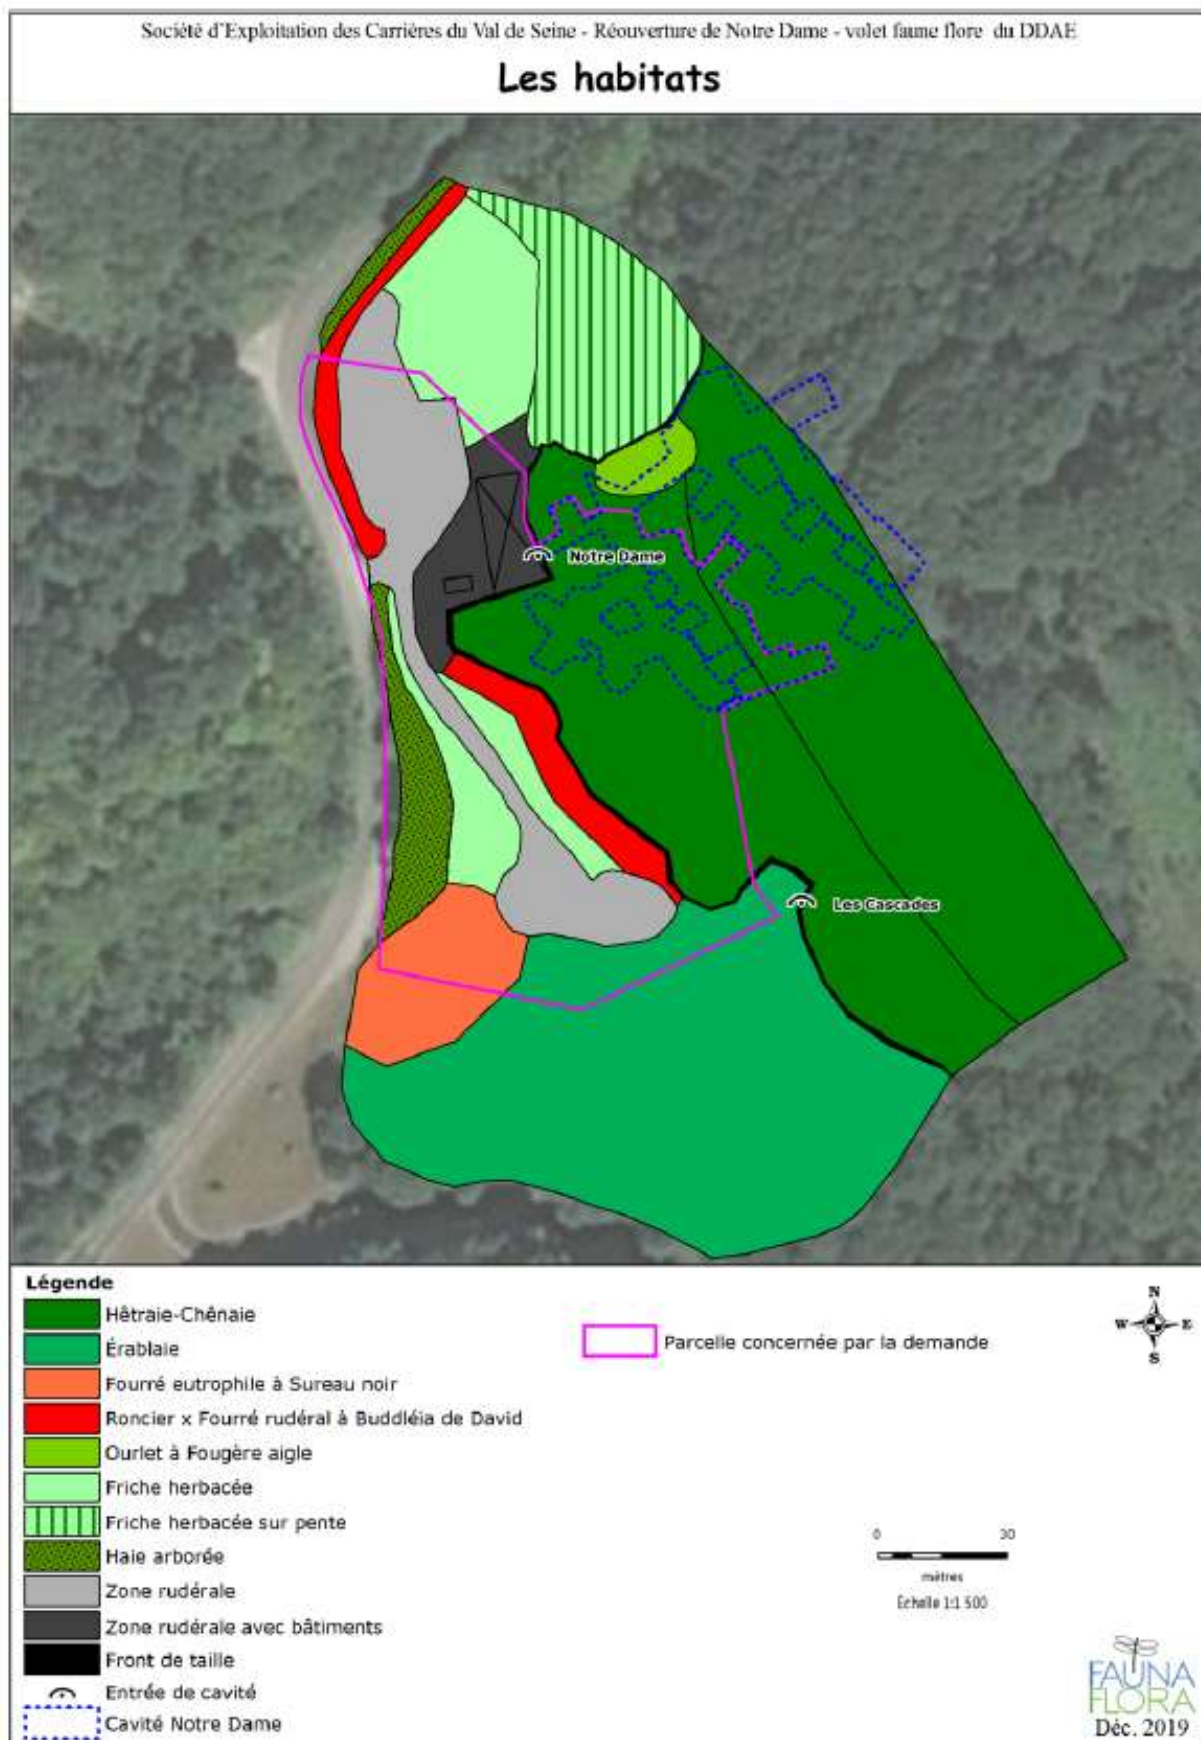 Société d'Exploitation des Carrières du Val de Seine - Réouverture de Notre Dame - volet faune flore du DDAE
Les habitats
Notre Dame
Les Cascades
Légende
Hêtraie-Chênaie
Érablaie
Fourré eutrophile à Sureau noir
Roncier x Fourré rudéral à Buddléia de David
Ourlet à Fougère aigle
Friche herbacée
Friche herbacée sur pente
Haie arborée
Zone rudérale
Zone rudérale avec bâtiments
Front de taille
Entrée de cavité
Cavité Notre Dame
Parcelle concernée par la demande
N
W E
S
0 30
mètres
Échelle 1:1 500
FAUNA
FLORA
Déc. 2019